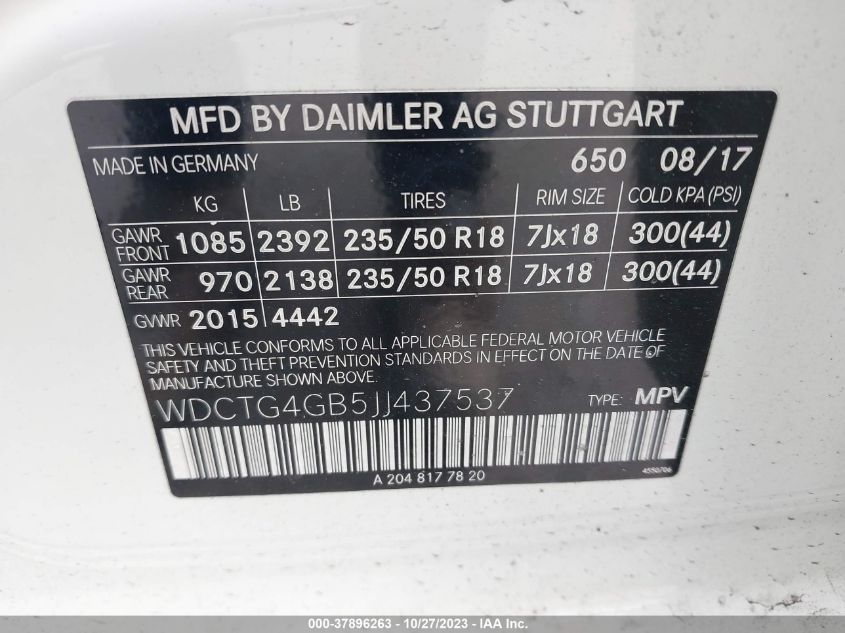 MFD BY DAIMLER AG STUTTGART
MADE IN GERMANY 650 08/17
KG LB TIRES RIM SIZE COLD KPA (PSI)
GAWR FRONT 1085 2392 235/50 R18 7Jx18 300(44)
GAWR REAR 970 2138 235/50 R18 7Jx18 300(44)
GVWR 2015 4442
THIS VEHICLE CONFORMS TO ALL APPLICABLE FEDERAL MOTOR VEHICLE
SAFETY AND THEFT PREVENTION STANDARDS IN EFFECT ON THE DATE OF
MANUFACTURE SHOWN ABOVE.
WDCTG4GB5JJ437537 TYPE: MPV
A 204 817 78 20 4550706
000-37896263 - 10/27/2023 - IAA Inc.